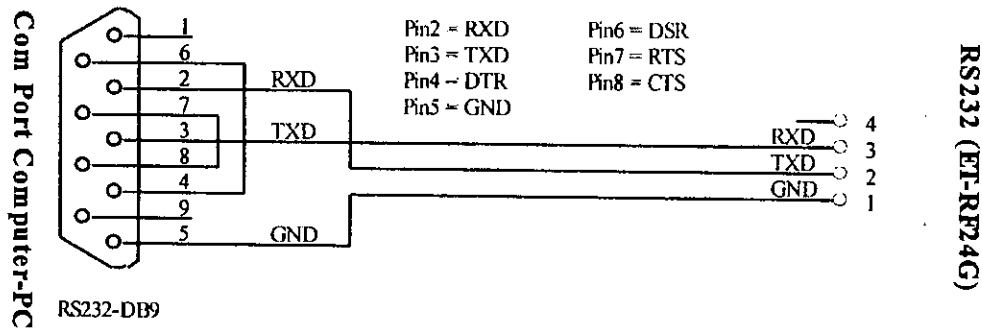 Com Port Computer-PC
1
6
2
7
3
8
4
9
5
RXD
TXD
GND
RS232-DB9
Pin2 = RXD
Pin3 = TXD
Pin4 = DTR
Pin5 = GND
Pin6 = DSR
Pin7 = RTS
Pin8 = CTS
4
RXD 3
TXD 2
GND 1
RS232 (ET-RF24G)